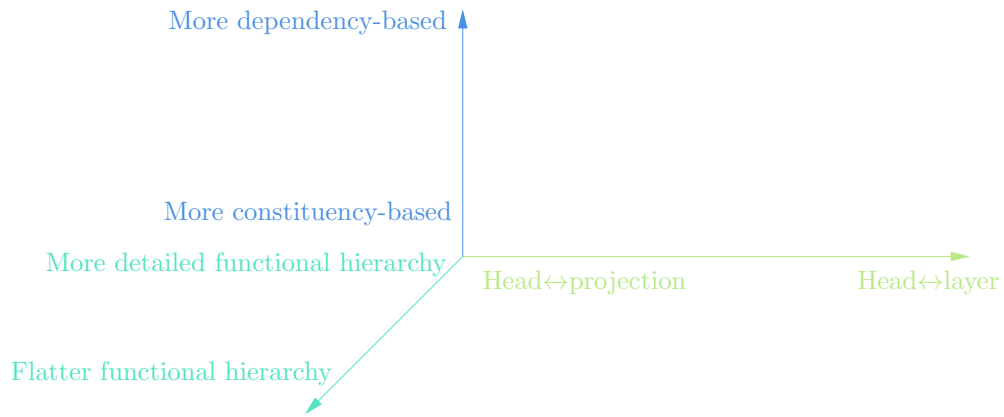 More dependency-based
More constituency-based
More detailed functional hierarchy
Head↔projection
Head↔layer
Flatter functional hierarchy